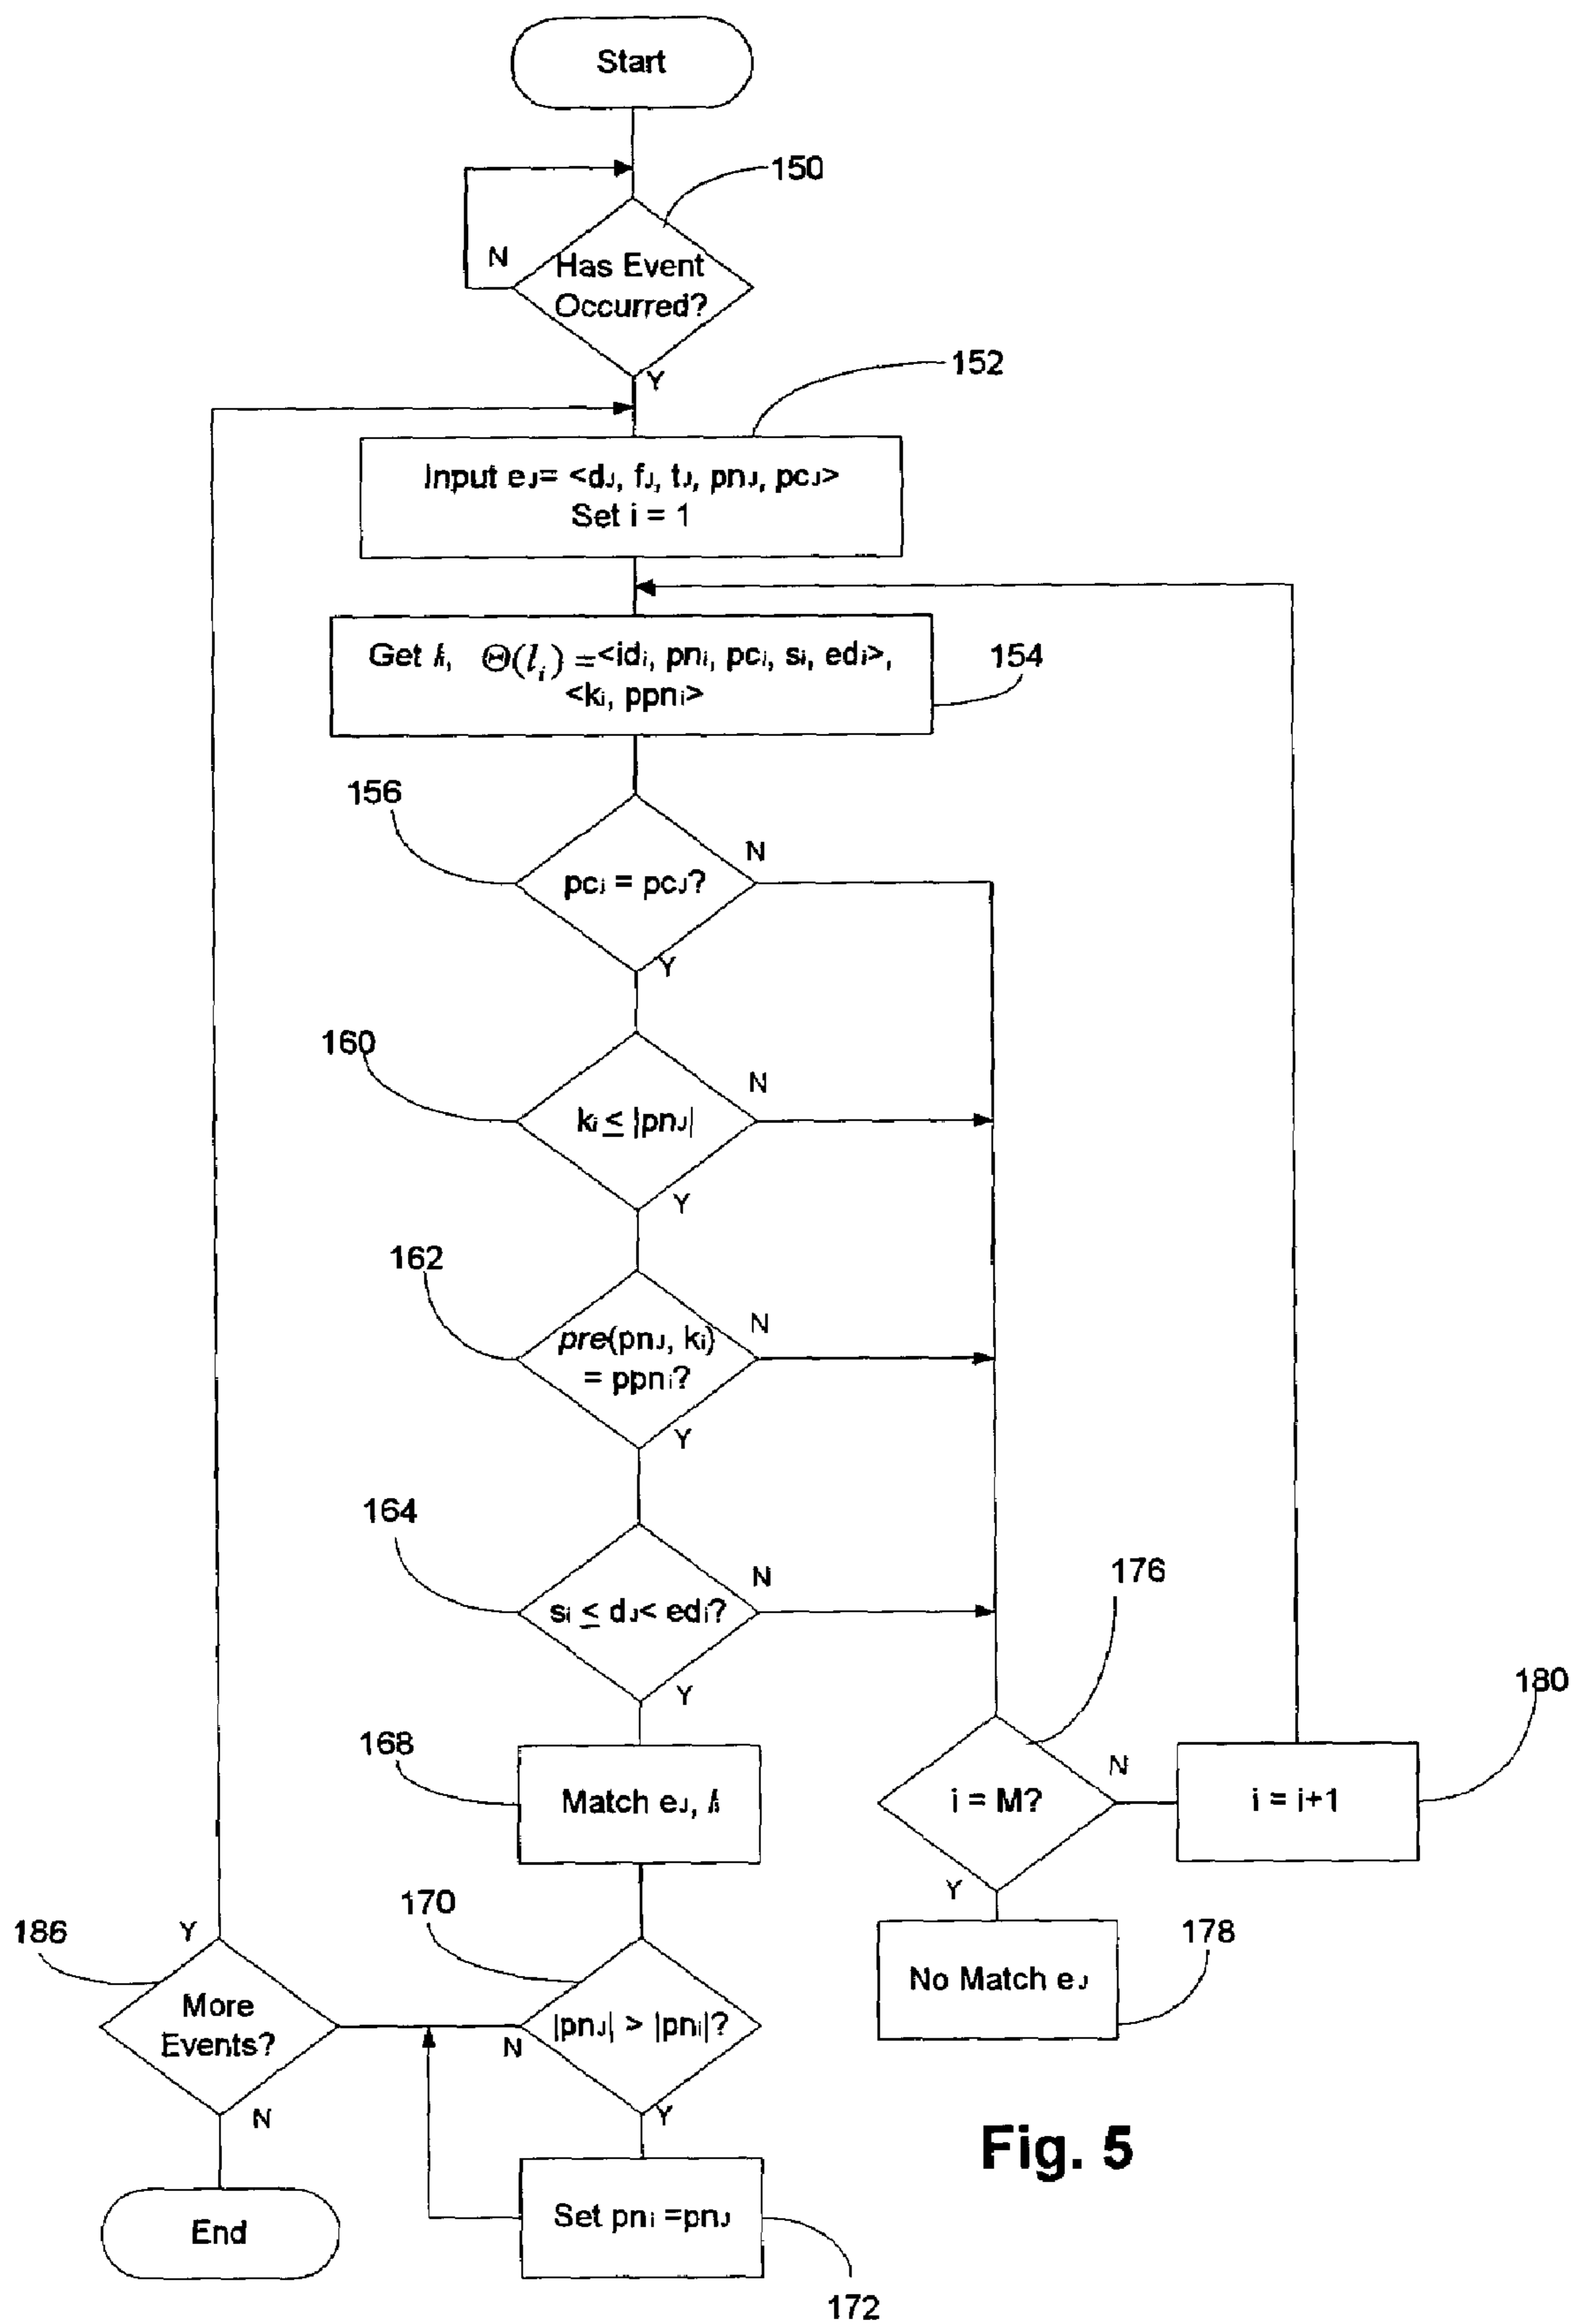 Start
150
N
Has Event
Occurred?
Y
152
Input eJ= <dJ, fJ, tJ, pnJ, pcJ>
Set i = 1
Get li, Θ(li) =<idi, pni, pci, si, edi>,
<ki, ppni>
154
156
N
pci = pcJ?
Y
160
N
ki ≤ |pnJ|
Y
162
N
pre(pnJ, ki)
= ppni?
Y
164
N
si ≤ dJ< edi?
Y
176
180
168
Match eJ, li
i = M?
N
i = i+1
Y
170
186
Y
178
No Match eJ
More
Events?
|pnJ| > |pni|?
N
N
Y
Fig. 5
End
Set pni =pnJ
172